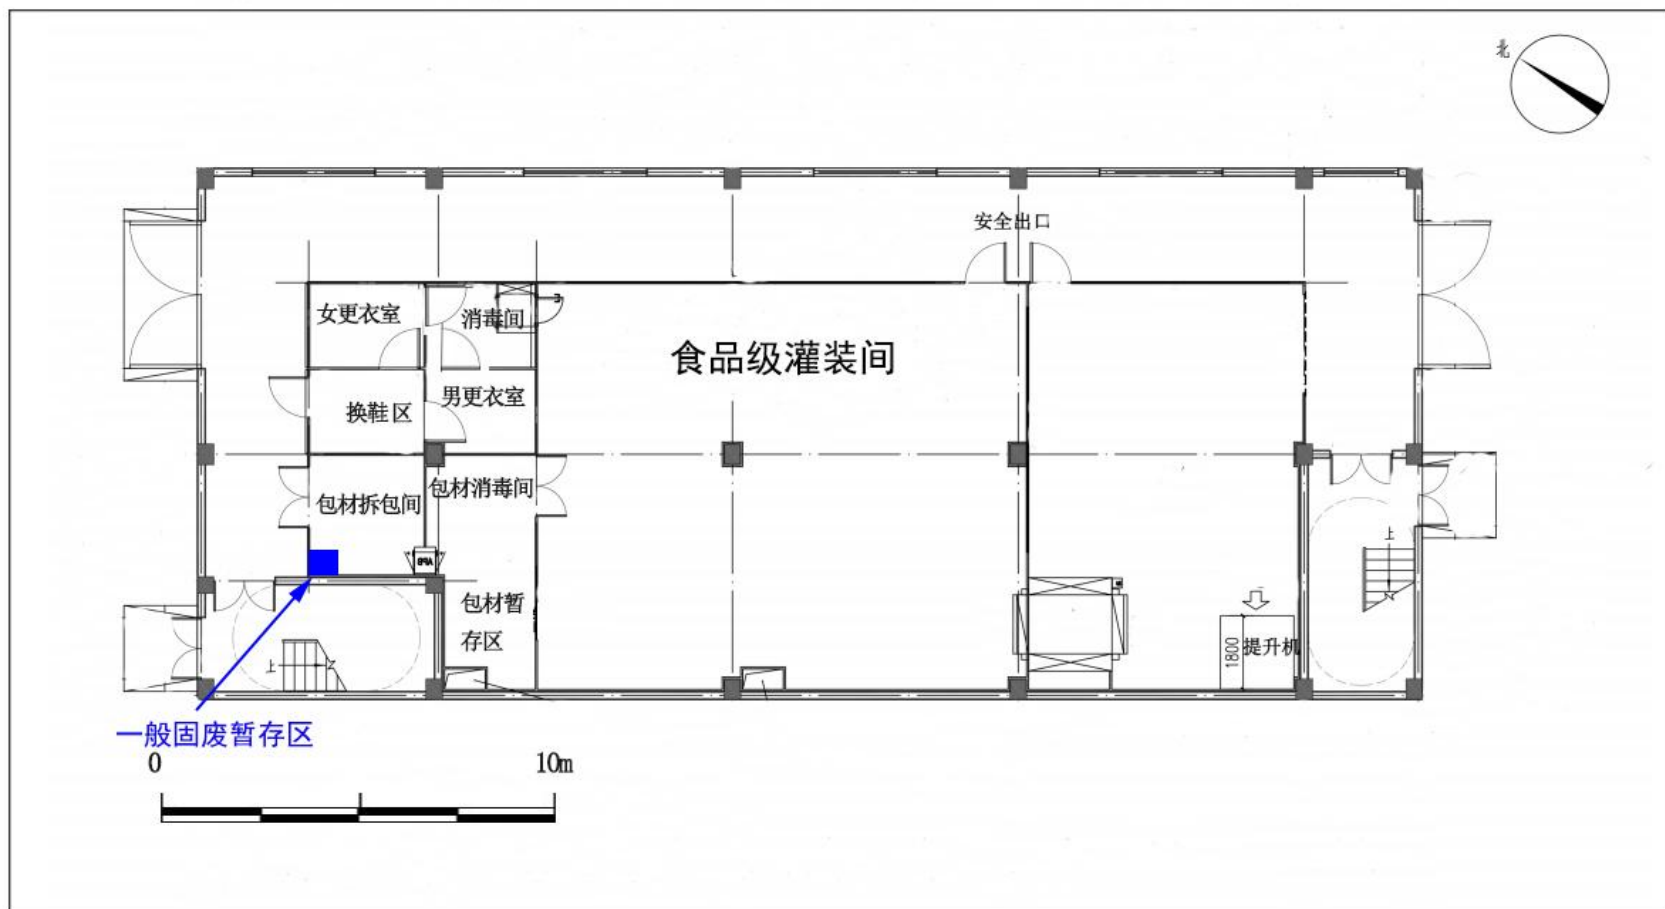 北
安全出口
女更衣室
消毒间
食品级灌装间
换鞋区
男更衣室
包材拆包间
包材消毒间
上
包材暂
存区
上
1800
提升机
一般固废暂存区
0
10m